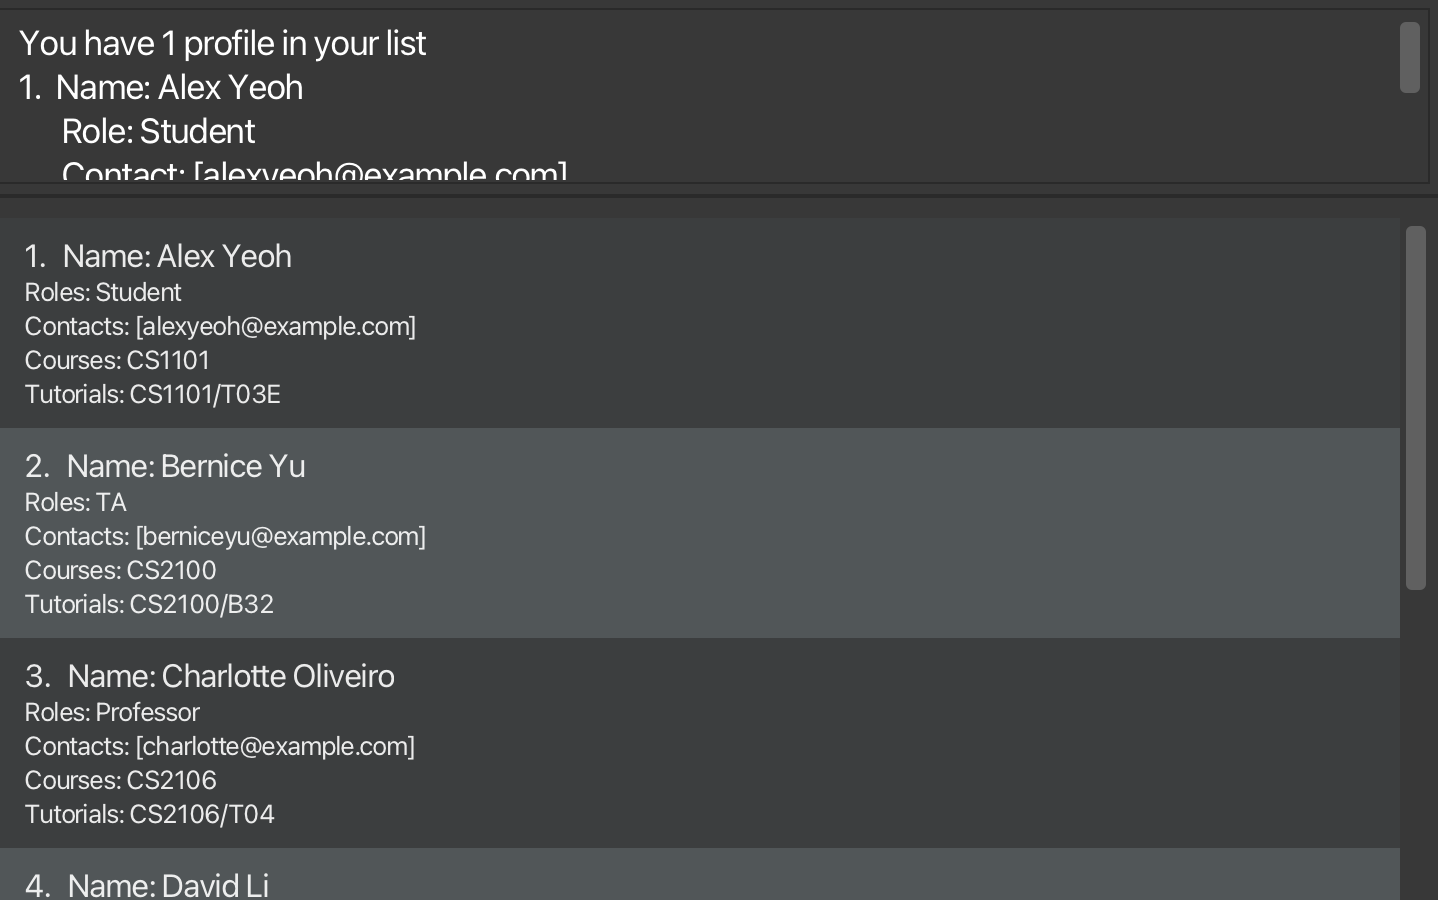 You have 1 profile in your list
1. Name: Alex Yeoh
Role: Student
Contact: [alexyeoh@example.com]
1. Name: Alex Yeoh
Roles: Student
Contacts: [alexyeoh@example.com]
Courses: CS1101
Tutorials: CS1101/T03E
2. Name: Bernice Yu
Roles: TA
Contacts: [berniceyu@example.com]
Courses: CS2100
Tutorials: CS2100/B32
3. Name: Charlotte Oliveiro
Roles: Professor
Contacts: [charlotte@example.com]
Courses: CS2106
Tutorials: CS2106/T04
4. Name: David Li